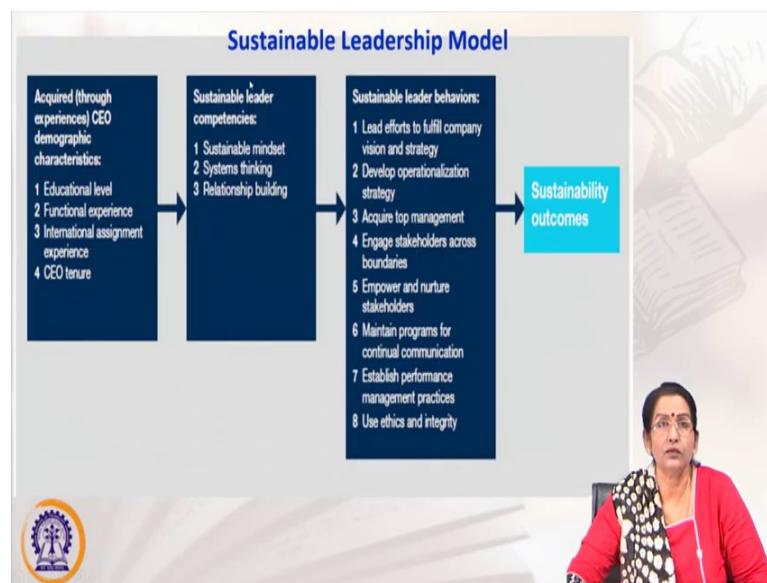 Sustainable Leadership Model
Acquired (through
experiences) CEO
demographic
characteristics:
1 Educational level
2 Functional experience
3 International assignment
experience
4 CEO tenure
Sustainable leader
competencies:
1 Sustainable mindset
2 Systems thinking
3 Relationship building
Sustainable leader behaviors:
1 Lead efforts to fulfill company
vision and strategy
2 Develop operationalization
strategy
3 Acquire top management
4 Engage stakeholders across
boundaries
5 Empower and nurture
stakeholders
6 Maintain programs for
continual communication
7 Establish performance
management practices
8 Use ethics and integrity
Sustainability
outcomes